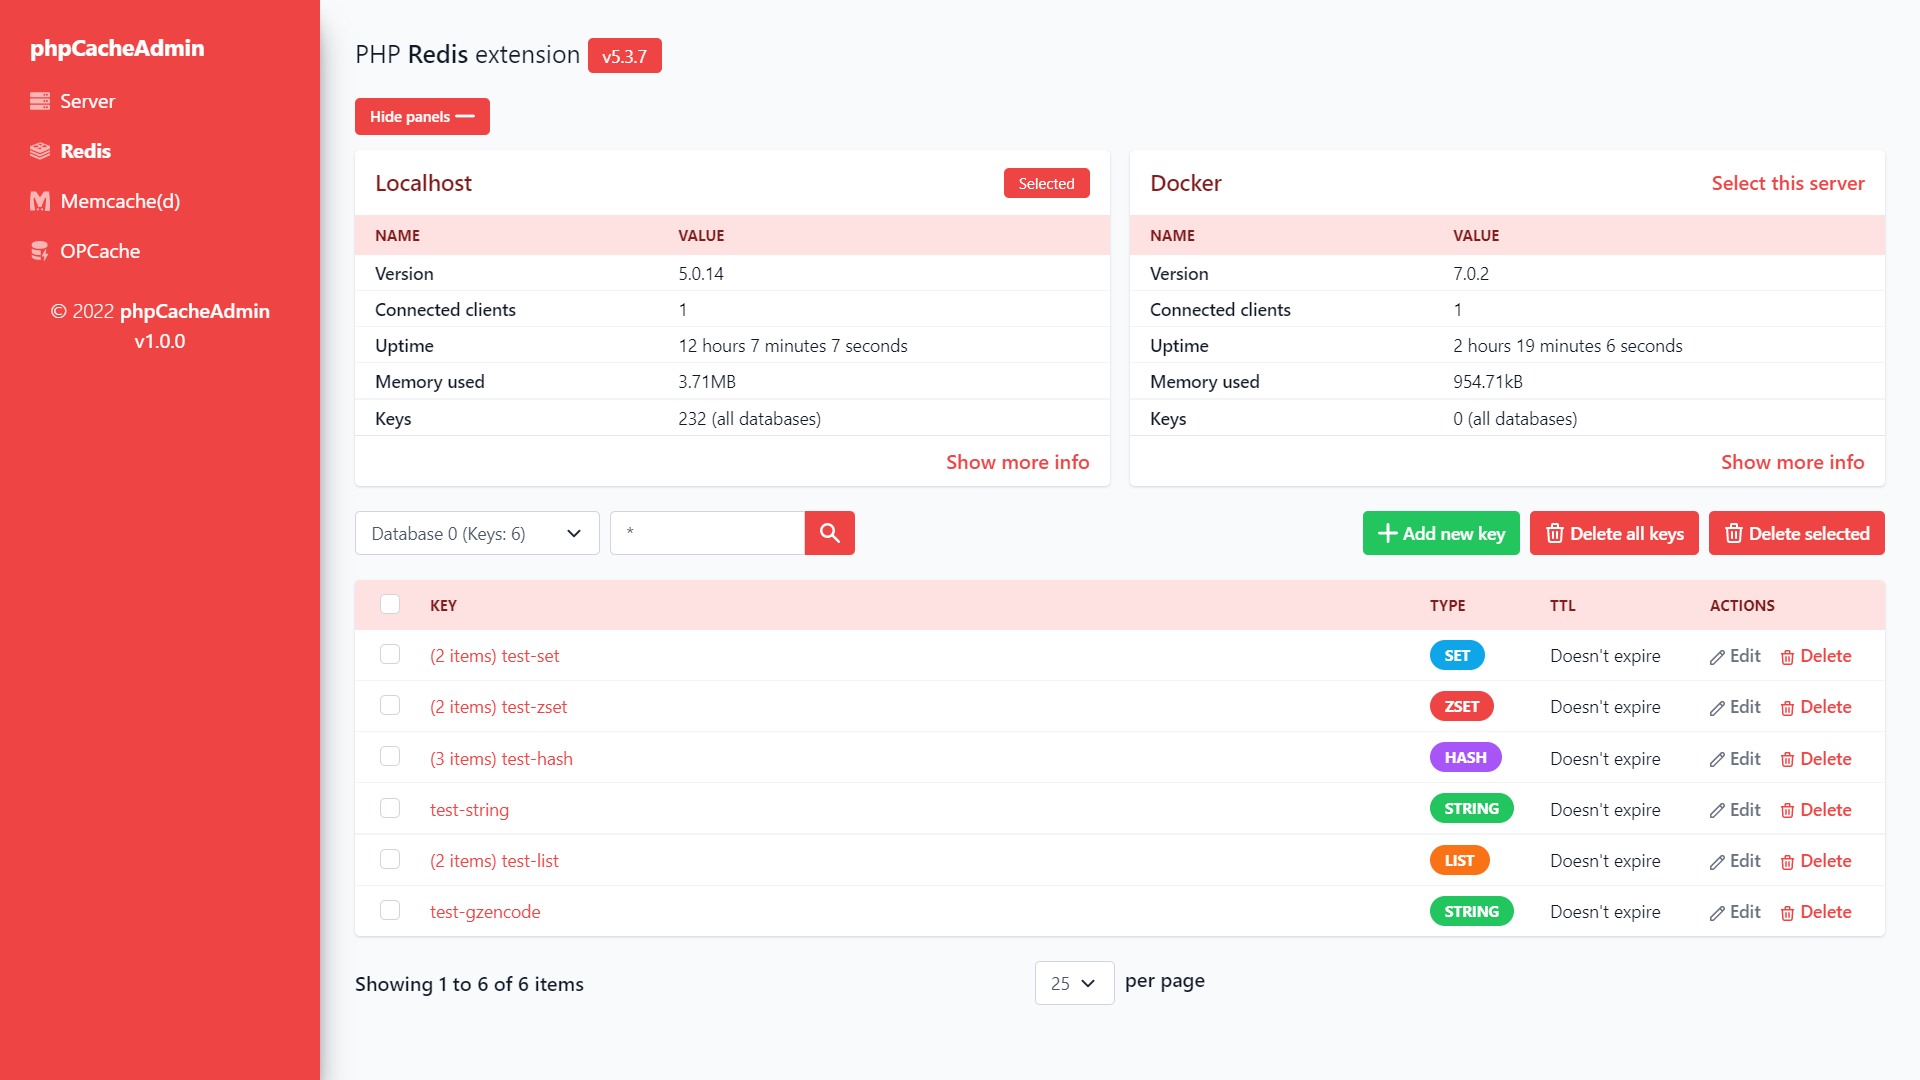 phpCacheAdmin
Server
Redis
Memcache(d)
OPCache
© 2022 phpCacheAdmin
v1.0.0
PHP Redis extension v5.3.7
Hide panels
Localhost Selected
NAME VALUE
Version 5.0.14
Connected clients 1
Uptime 12 hours 7 minutes 7 seconds
Memory used 3.71MB
Keys 232 (all databases)
Show more info
Docker Select this server
NAME VALUE
Version 7.0.2
Connected clients 1
Uptime 2 hours 19 minutes 6 seconds
Memory used 954.71kB
Keys 0 (all databases)
Show more info
Database 0 (Keys: 6) * Add new key Delete all keys Delete selected
KEY TYPE TTL ACTIONS
(2 items) test-set SET Doesn't expire Edit Delete
(2 items) test-zset ZSET Doesn't expire Edit Delete
(3 items) test-hash HASH Doesn't expire Edit Delete
test-string STRING Doesn't expire Edit Delete
(2 items) test-list LIST Doesn't expire Edit Delete
test-gzencode STRING Doesn't expire Edit Delete
Showing 1 to 6 of 6 items 25 per page